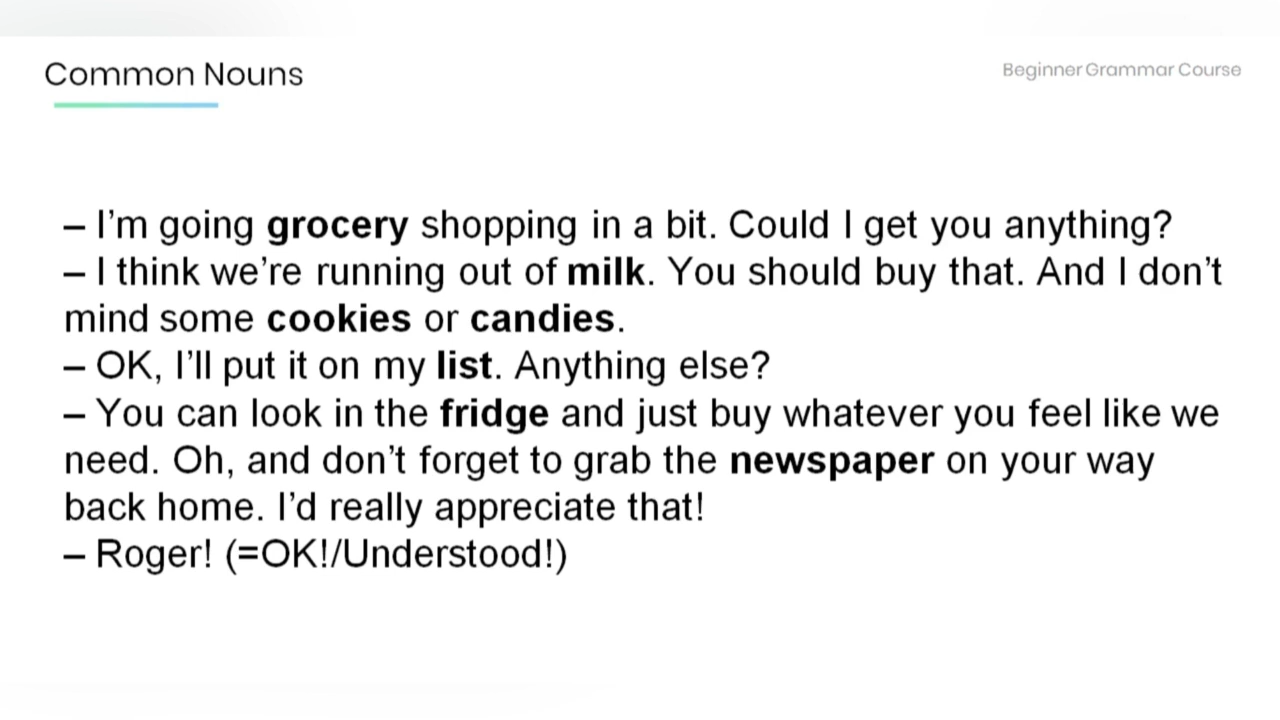 Common Nouns
Beginner Grammar Course
– I’m going grocery shopping in a bit. Could I get you anything?
– I think we’re running out of milk. You should buy that. And I don’t
mind some cookies or candies.
– OK, I’ll put it on my list. Anything else?
– You can look in the fridge and just buy whatever you feel like we
need. Oh, and don’t forget to grab the newspaper on your way
back home. I’d really appreciate that!
– Roger! (=OK!/Understood!)